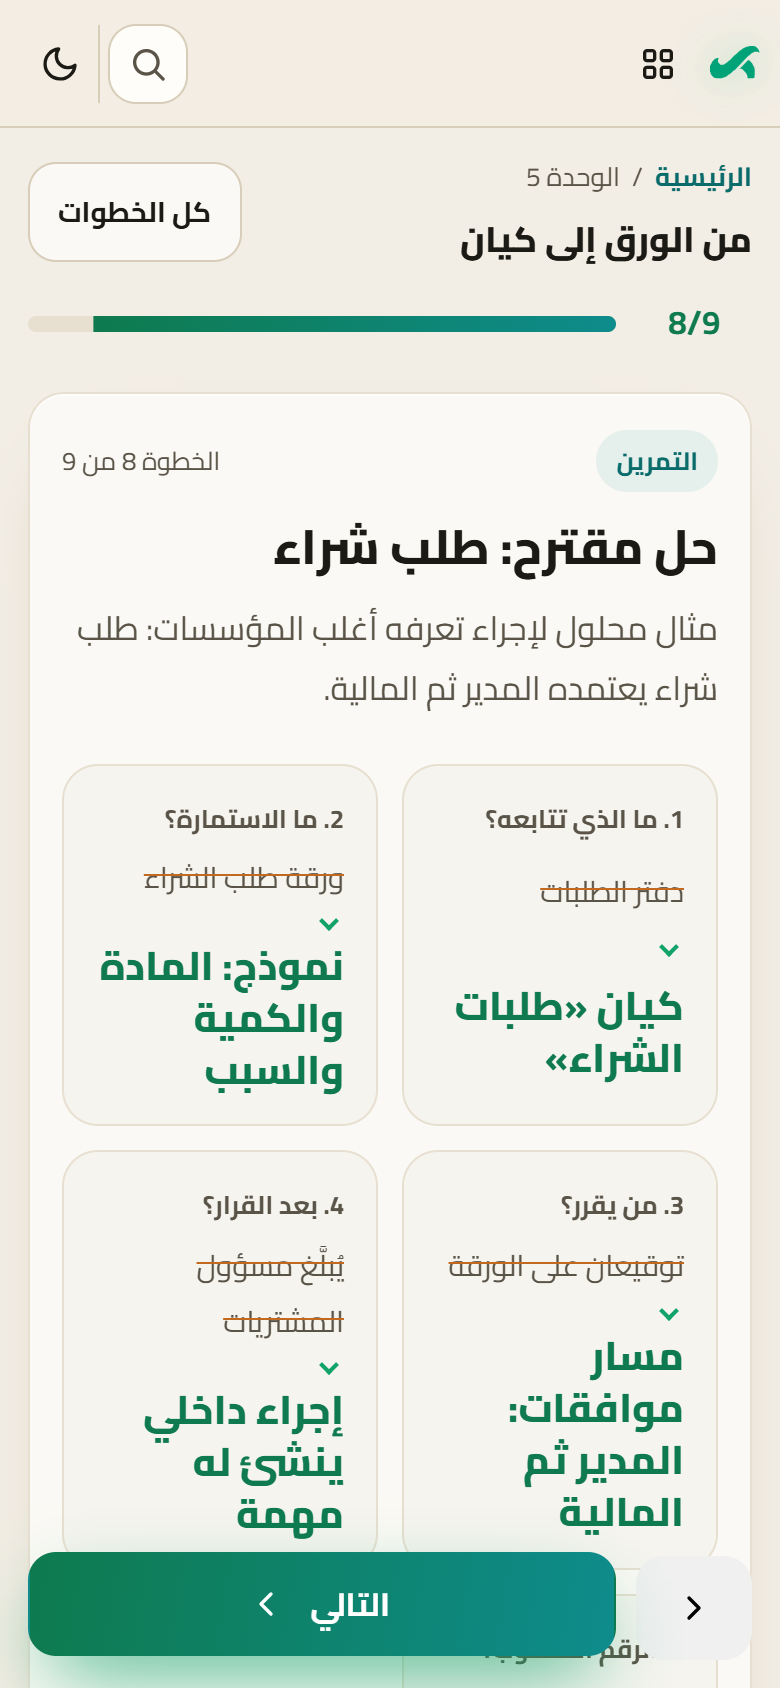 الرئيسية / الوحدة 5
من الورق إلى كيان
كل الخطوات
8/9
التمرين
الخطوة 8 من 9
حل مقترح: طلب شراء
مثال محلول لإجراء تعرفه أغلب المؤسسات: طلب
شراء يعتمده المدير ثم المالية.
1. ما الذي تتابعه؟
دفتر الطلبات
كيان «طلبات
الشراء»
2. ما الاستمارة؟
ورقة طلب الشراء
نموذج: المادة
والكمية
والسبب
3. من يقرر؟
توقيعان على الورقة
مسار
موافقات:
المدير ثم
المالية
4. بعد القرار؟
يُبلَّغ مسؤول
المشتريات
إجراء داخلي
ينشئ له
مهمة
التالي